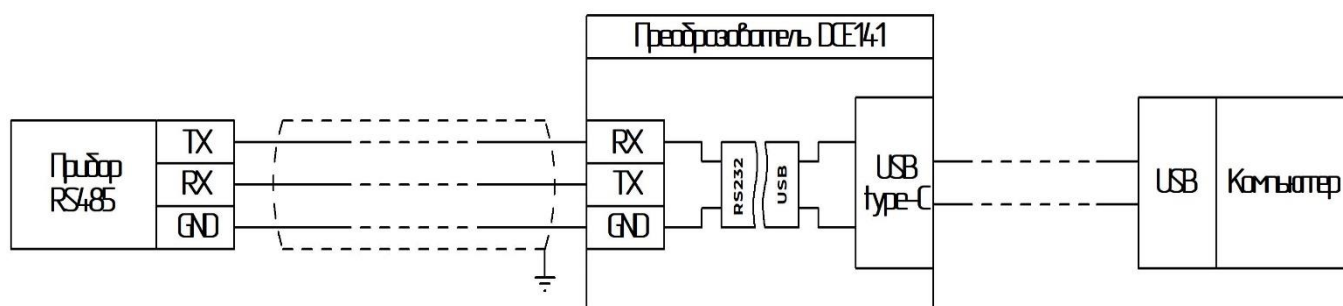 Преобразователь DCE141
Прибор
RS485
TX
RX
GND
RX
TX
GND
RS232
USB
USB
type-C
USB
Компьютер